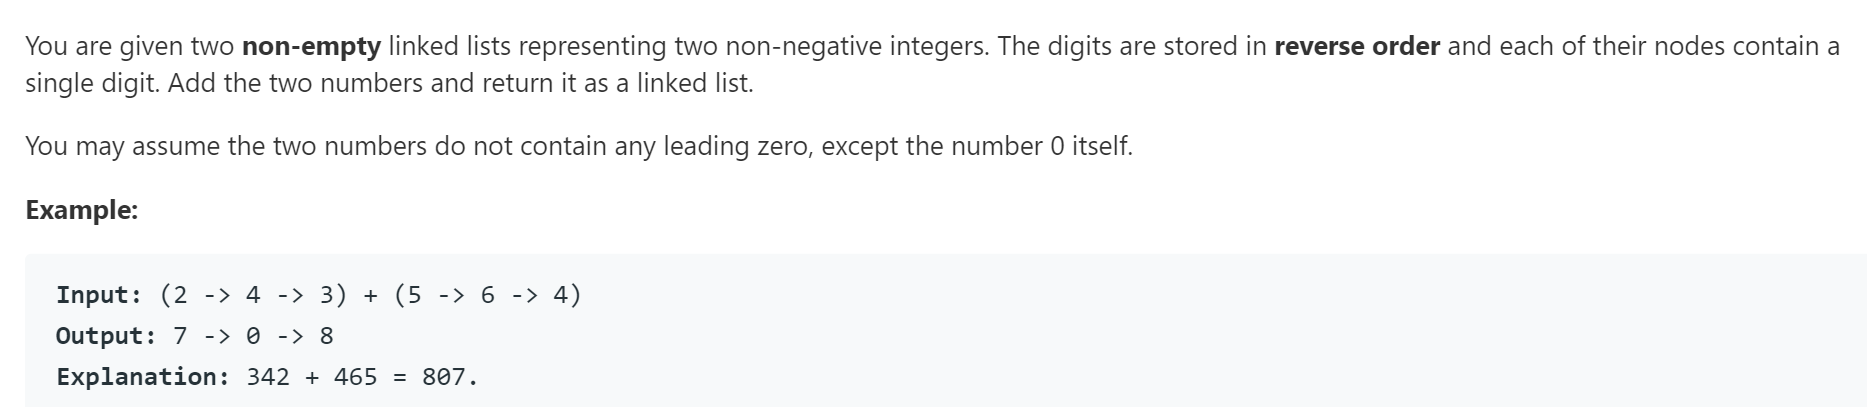 You are given two non-empty linked lists representing two non-negative integers. The digits are stored in reverse order and each of their nodes contain a
single digit. Add the two numbers and return it as a linked list.
You may assume the two numbers do not contain any leading zero, except the number 0 itself.
Example:
Input: (2 -> 4 -> 3) + (5 -> 6 -> 4)
Output: 7 -> 0 -> 8
Explanation: 342 + 465 = 807.